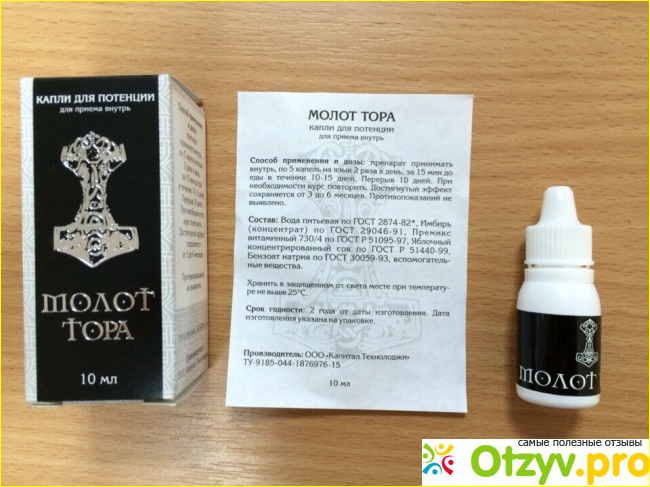 КАПЛИ ДЛЯ ПОТЕНЦИИ
для приема внутрь
МОЛОТ
ТОРА
10 мл
МОЛОТ ТОРА
капли для потенции
для приема внутрь
Способ применения и дозы: препарат принимать
внутрь, по 5 капель на язык 2 раза в день, за 15 мин до
еды в течении 10-15 дней. Перерыв 10 дней. При
необходимости курс повторить. Достигнутый эффект
сохраняется от 3 до 6 месяцев. Противопоказаний не
выявлено.
Состав: Вода питьевая по ГОСТ 2874-82*, Имбирь
(концентрат) по ГОСТ 29046-91, Премикс
витаминный 730/4 по ГОСТ Р 51095-97, Яблочный
концентрированный сок по ГОСТ Р 51440-99,
Бензоат натрия по ГОСТ 30059-93, вспомогатель-
ные вещества.
Хранить в защищенном от света месте при температу-
ре не выше 25°С.
Срок годности: 2 года от даты изготовления. Дата
изготовления указана на упаковке.
Производитель: ООО «Капитал Технолоджи»
ТУ-9185-044-1876976-15
10 мл
МОЛОТ
самые полезные отзывы
Otzyv.pro